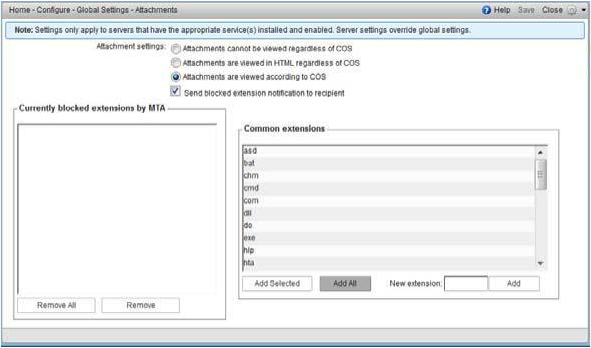 Home - Configure - Global Settings - Attachments
Help Save Close
Note: Settings only apply to servers that have the appropriate service(s) installed and enabled. Server settings override global settings.
Attachment settings:
Attachments cannot be viewed regardless of COS
Attachments are viewed in HTML regardless of COS
Attachments are viewed according to COS
Send blocked extension notification to recipient
Currently blocked extensions by MTA
Remove All
Remove
Common extensions
asd
bat
chm
cmd
com
dll
do
exe
hlp
hta
Add Selected
Add All
New extension:
Add